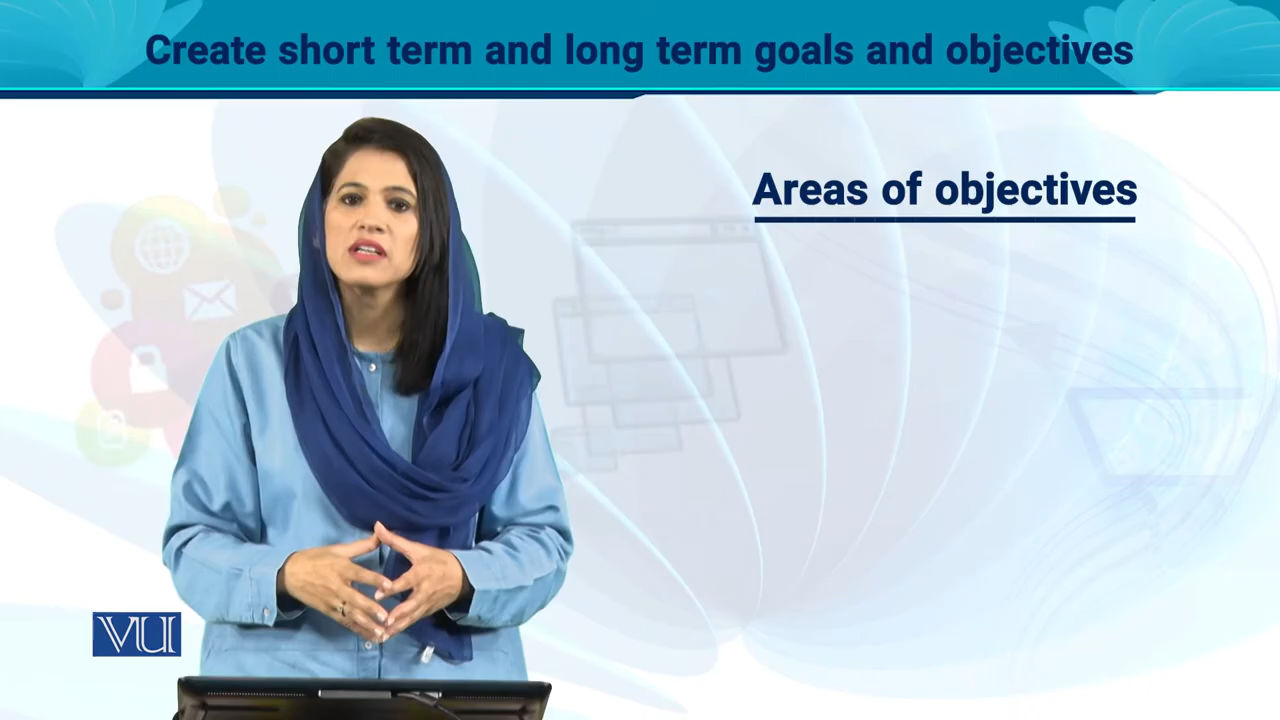 Create short term and long term goals and objectives
Areas of objectives
VU